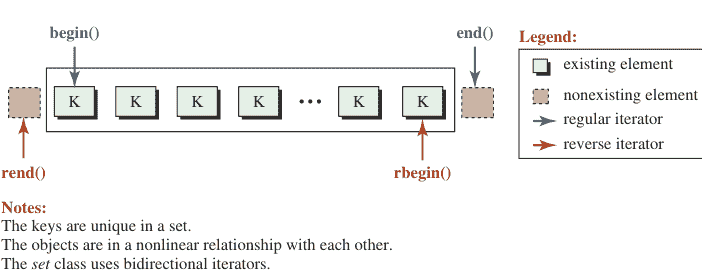 begin()
end()
Legend:
existing element
K K K K ••• K K
nonexisting element
regular iterator
reverse iterator
rend()
rbegin()
Notes:
The keys are unique in a set.
The objects are in a nonlinear relationship with each other.
The set class uses bidirectional iterators.